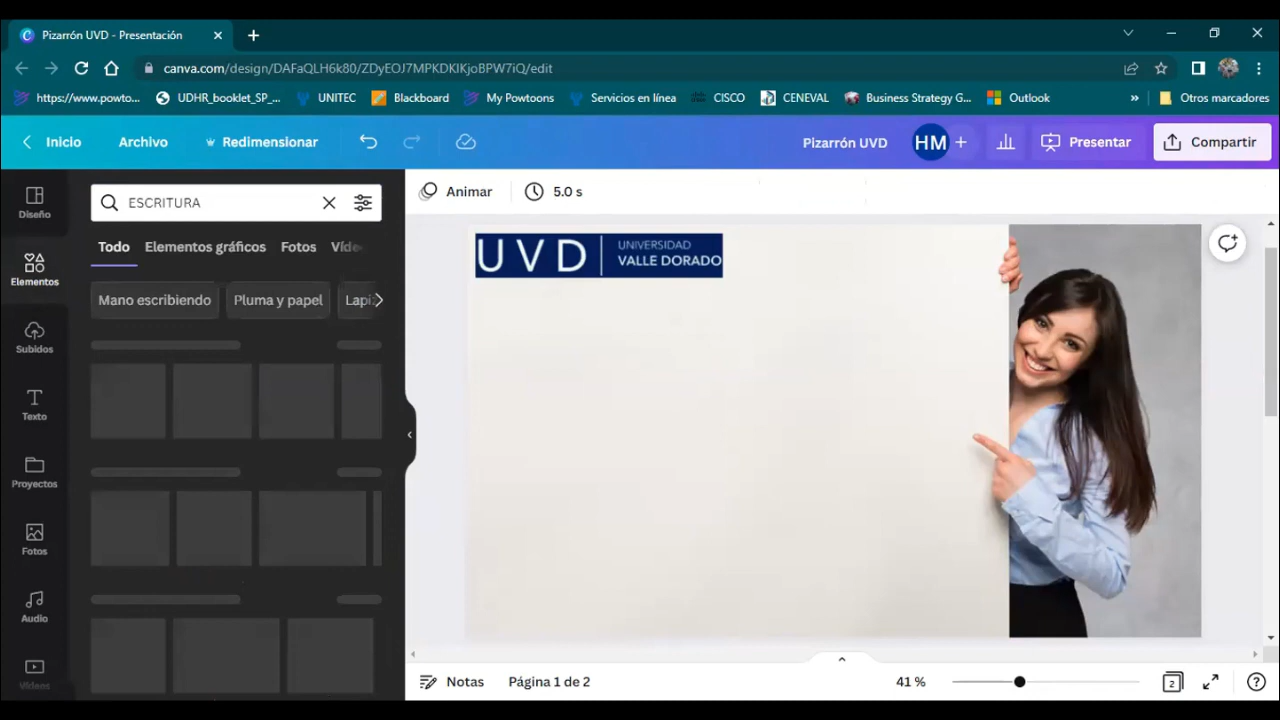 Pizarrón UVD - Presentación
canva.com/design/DAFaQLH6k80/ZDyEOJ7MPKDKIKjoBPW7iQ/edit
https://www.powto... UDHR_booklet_SP_... UNITEC Blackboard My Powtoons Servicios en línea CISCO CENEVAL Business Strategy G... Outlook » Otros marcadores
Inicio Archivo Redimensionar Pizarrón UVD HM + Presentar Compartir
Diseño
Elementos
Subidos
Texto
Proyectos
Fotos
Audio
Videos
ESCRITURA
Todo Elementos gráficos Fotos Víde
Mano escribiendo Pluma y papel Lapi
Animar 5.0 s
UVD UNIVERSIDAD
VALLE DORADO
Notas Página 1 de 2 41 % 2